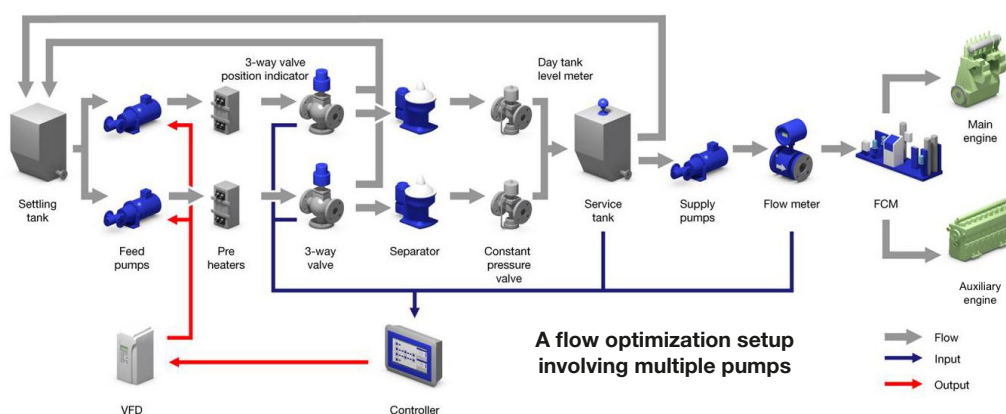 3-way valve
position indicator
Day tank
level meter
Main
engine
Settling
tank
Feed
pumps
Pre
heaters
3-way
valve
Separator
Constant
pressure
valve
Service
tank
Supply
pumps
Flow meter
FCM
Auxiliary
engine
A flow optimization setup
involving multiple pumps
Flow
Input
Output
VFD
Controller